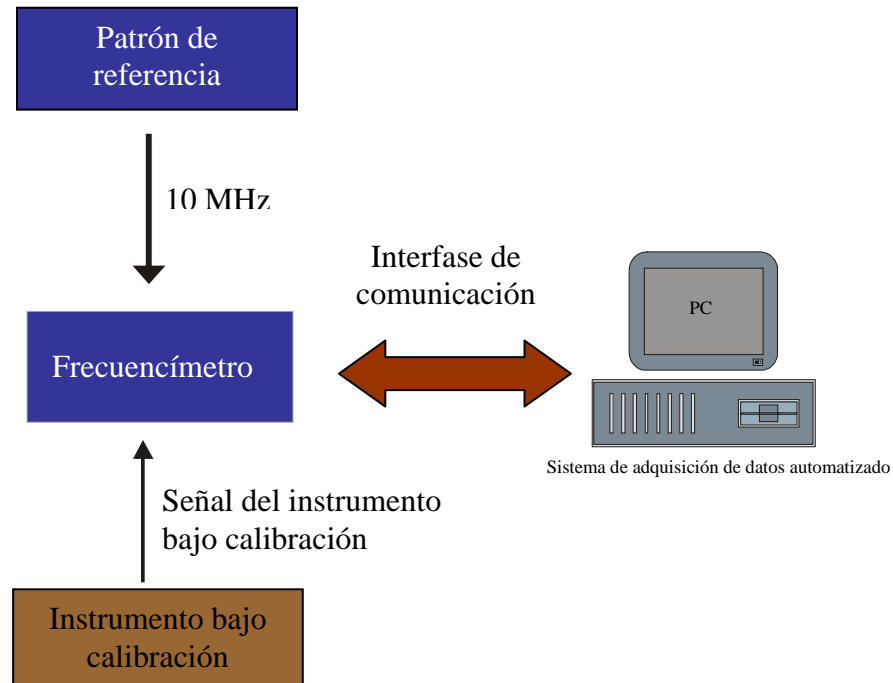 Patrón de
referencia
10 MHz
Interfase de
comunicación
PC
Frecuencímetro
Sistema de adquisición de datos automatizado
Señal del instrumento
bajo calibración
Instrumento bajo
calibración